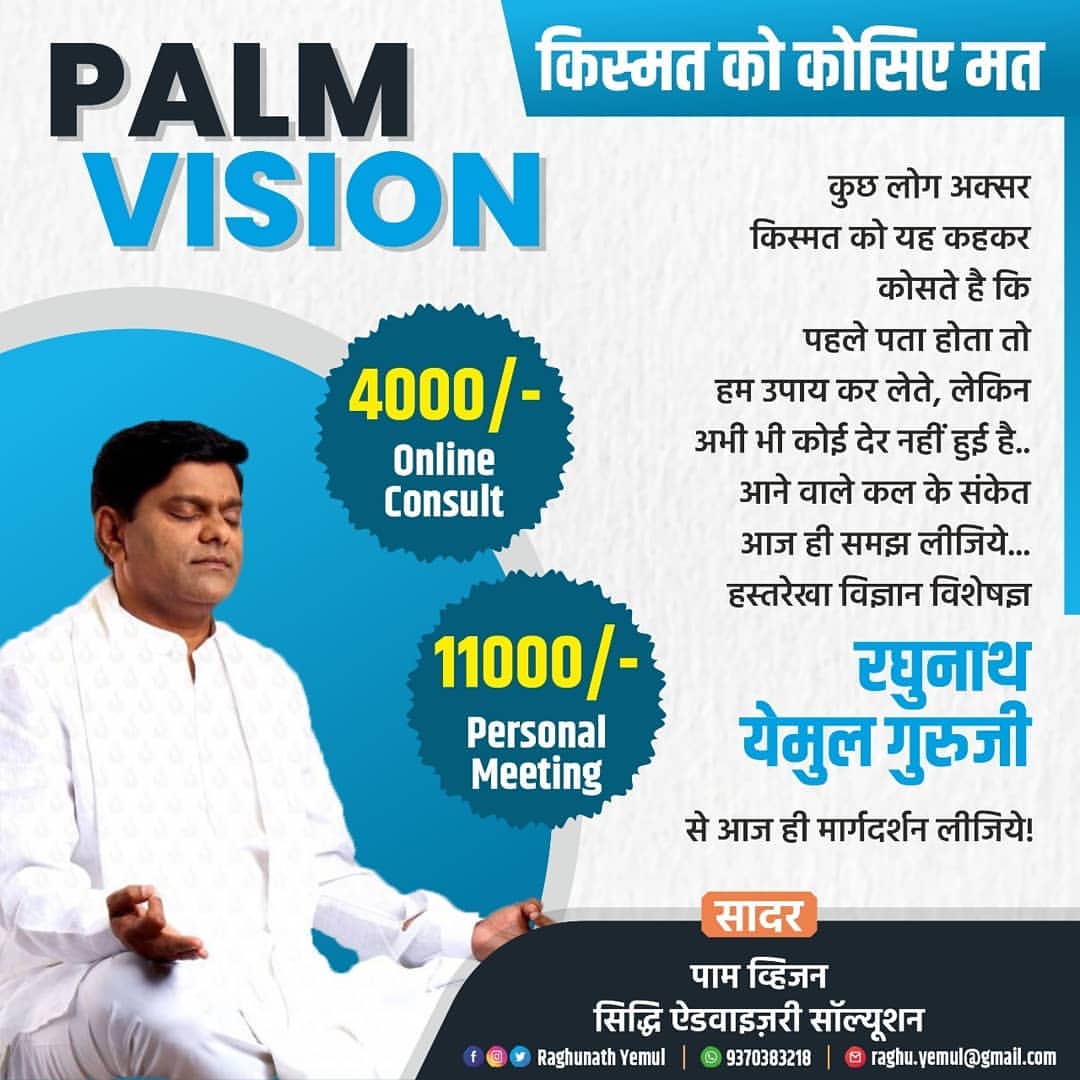 PALM
VISION
किस्मत को कोसिए मत
कुछ लोग अक्सर
किस्मत को यह कहकर
कोसते है कि
पहले पता होता तो
हम उपाय कर लेते, लेकिन
अभी भी कोई देर नहीं हुई है..
आने वाले कल के संकेत
आज ही समझ लीजिये...
हस्तरेखा विज्ञान विशेषज्ञ
रघुनाथ
येमुल गुरुजी
से आज ही मार्गदर्शन लीजिये!
4000/-
Online
Consult
11000/-
Personal
Meeting
सादर
पाम व्हिजन
सिद्धि ऐडवाइज़री सॉल्यूशन
Raghunath Yemul | 9370383218 | raghu.yemul@gmail.com